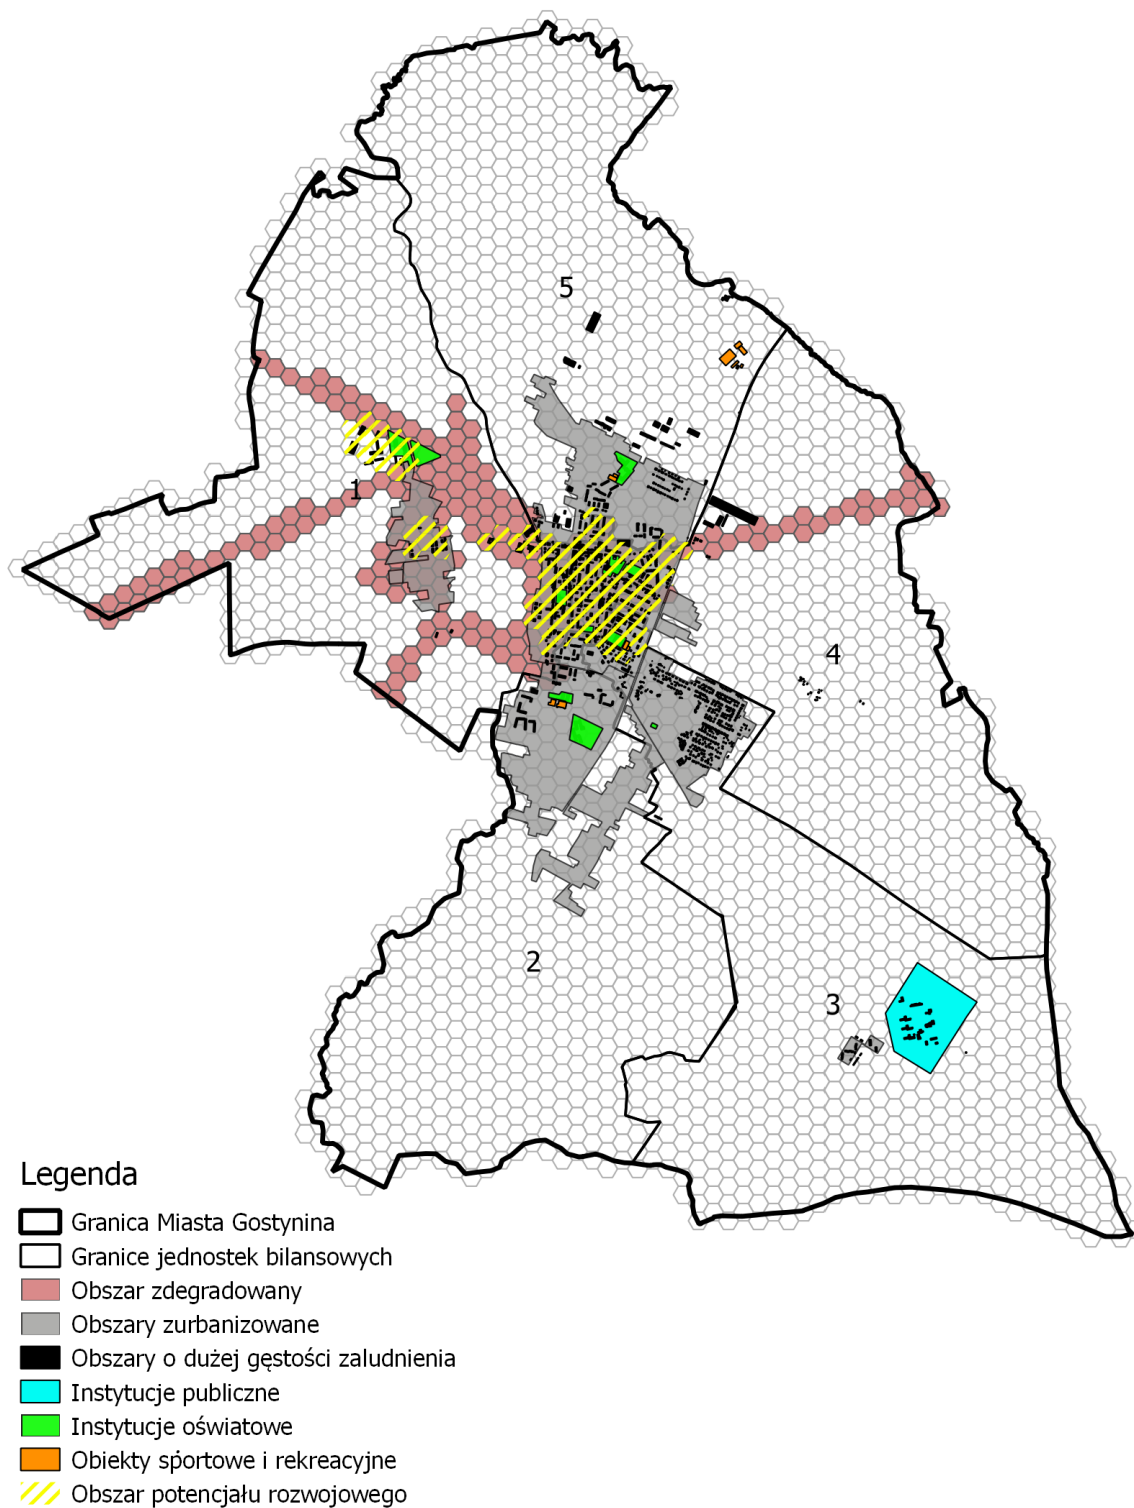 5
1
4
2
3
Legenda
Granica Miasta Gostynina
Granice jednostek bilansowych
Obszar zdegradowany
Obszary zurbanizowane
Obszary o dużej gęstości zaludnienia
Instytucje publiczne
Instytucje oświatowe
Obiekty sportowe i rekreacyjne
Obszar potencjału rozwojowego